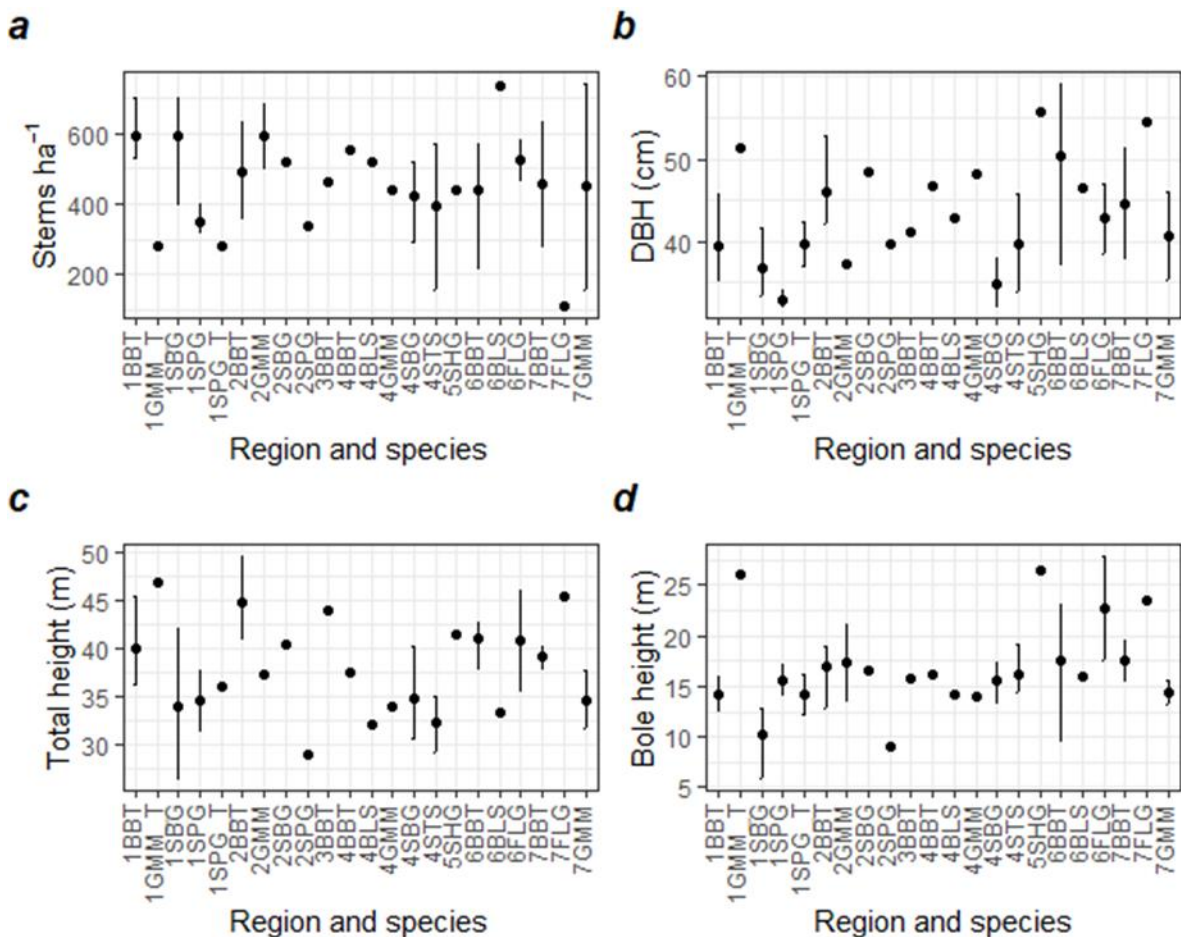 a
Stems ha⁻¹
600
400
200
1BBT
1GMM_T
1SBG
1SPG
1SPG_T
2BBT
2GMM
2SBG
2SPG
3BBT
4BBT
4BLS
4GMM
4SBG
4STS
5SHG
6BBT
6BLS
6FLG
7BBT
7FLG
7GMM
Region and species
b
DBH (cm)
60
50
40
1BBT
1GMM_T
1SBG
1SPG
1SPG_T
2BBT
2GMM
2SBG
2SPG
3BBT
4BBT
4BLS
4GMM
4SBG
4STS
5SHG
6BBT
6BLS
6FLG
7BBT
7FLG
7GMM
Region and species
c
Total height (m)
50
45
40
35
30
1BBT
1GMM_T
1SBG
1SPG
1SPG_T
2BBT
2GMM
2SBG
2SPG
3BBT
4BBT
4BLS
4GMM
4SBG
4STS
5SHG
6BBT
6BLS
6FLG
7BBT
7FLG
7GMM
Region and species
d
Bole height (m)
25
20
15
10
5
1BBT
1GMM_T
1SBG
1SPG
1SPG_T
2BBT
2GMM
2SBG
2SPG
3BBT
4BBT
4BLS
4GMM
4SBG
4STS
5SHG
6BBT
6BLS
6FLG
7BBT
7FLG
7GMM
Region and species